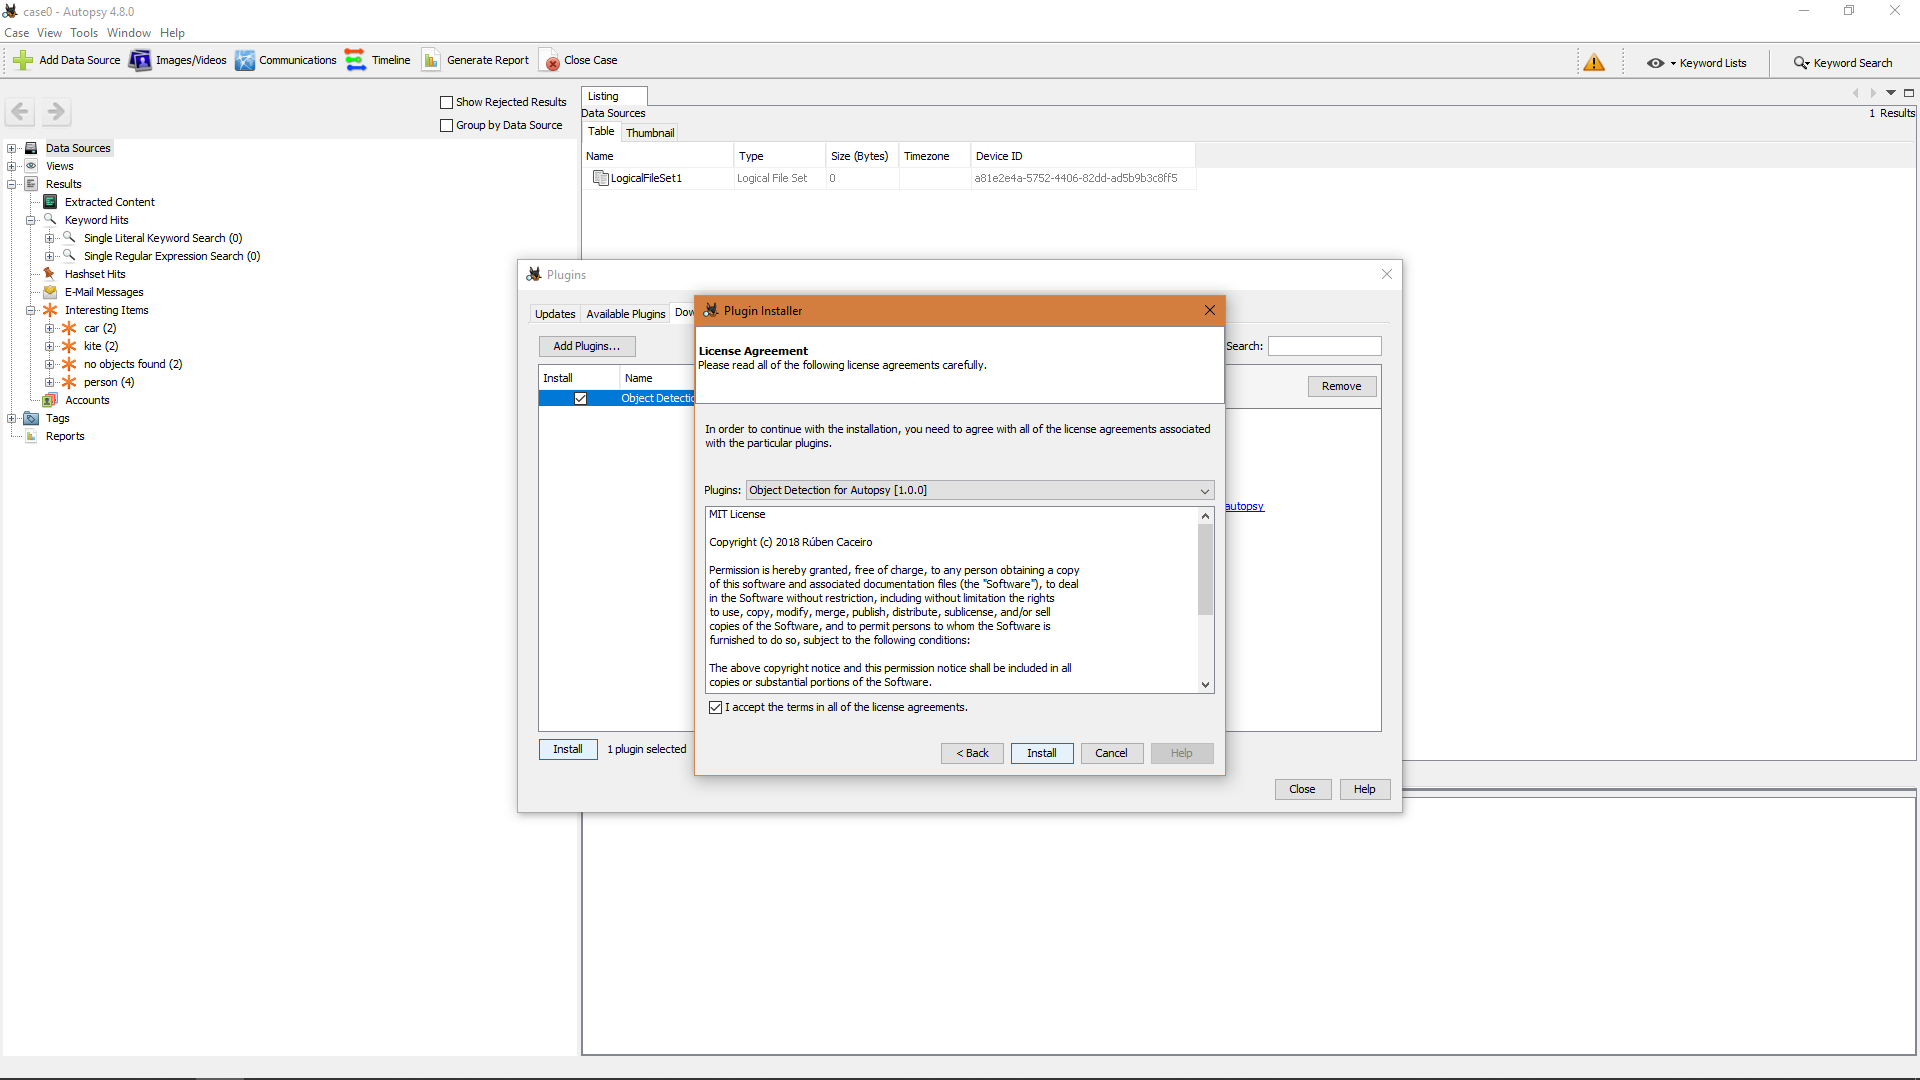 case0 - Autopsy 4.8.0
Case View Tools Window Help
Add Data Source Images/Videos Communications Timeline Generate Report Close Case Keyword Lists Keyword Search
Show Rejected Results
Group by Data Source
Data Sources
Views
Results
Extracted Content
Keyword Hits
Single Literal Keyword Search (0)
Single Regular Expression Search (0)
Hashset Hits
E-Mail Messages
Interesting Items
car (2)
kite (2)
no objects found (2)
person (4)
Accounts
Tags
Reports
Listing
Data Sources 1 Results
Table Thumbnail
Name Type Size (Bytes) Timezone Device ID
LogicalFileSet1 Logical File Set 0 a81e2e4a-5752-4406-82dd-ad5b9b3c8ff5
Plugins
Updates Available Plugins Dow
Add Plugins... Search:
Install Name
Object Detectio
Remove
autopsy
Install 1 plugin selected
Close Help
Plugin Installer
License Agreement
Please read all of the following license agreements carefully.
In order to continue with the installation, you need to agree with all of the license agreements associated
with the particular plugins.
Plugins: Object Detection for Autopsy [1.0.0]
MIT License
Copyright (c) 2018 Rúben Caceiro
Permission is hereby granted, free of charge, to any person obtaining a copy
of this software and associated documentation files (the "Software"), to deal
in the Software without restriction, including without limitation the rights
to use, copy, modify, merge, publish, distribute, sublicense, and/or sell
copies of the Software, and to permit persons to whom the Software is
furnished to do so, subject to the following conditions:
The above copyright notice and this permission notice shall be included in all
copies or substantial portions of the Software.
I accept the terms in all of the license agreements.
< Back Install Cancel Help